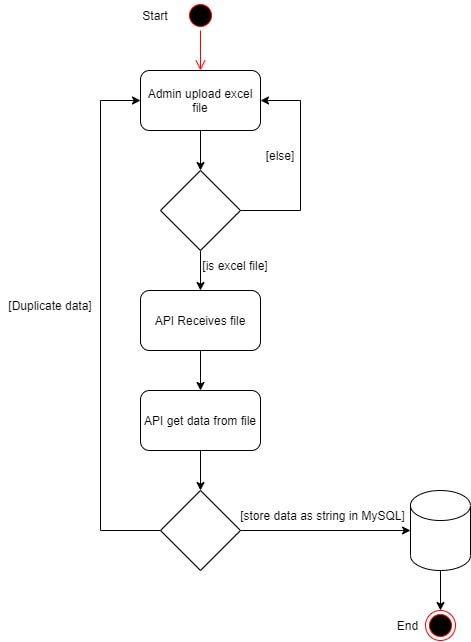 Start
Admin upload excel
file
[else]
[is excel file]
[Duplicate data]
API Receives file
API get data from file
[store data as string in MySQL]
End